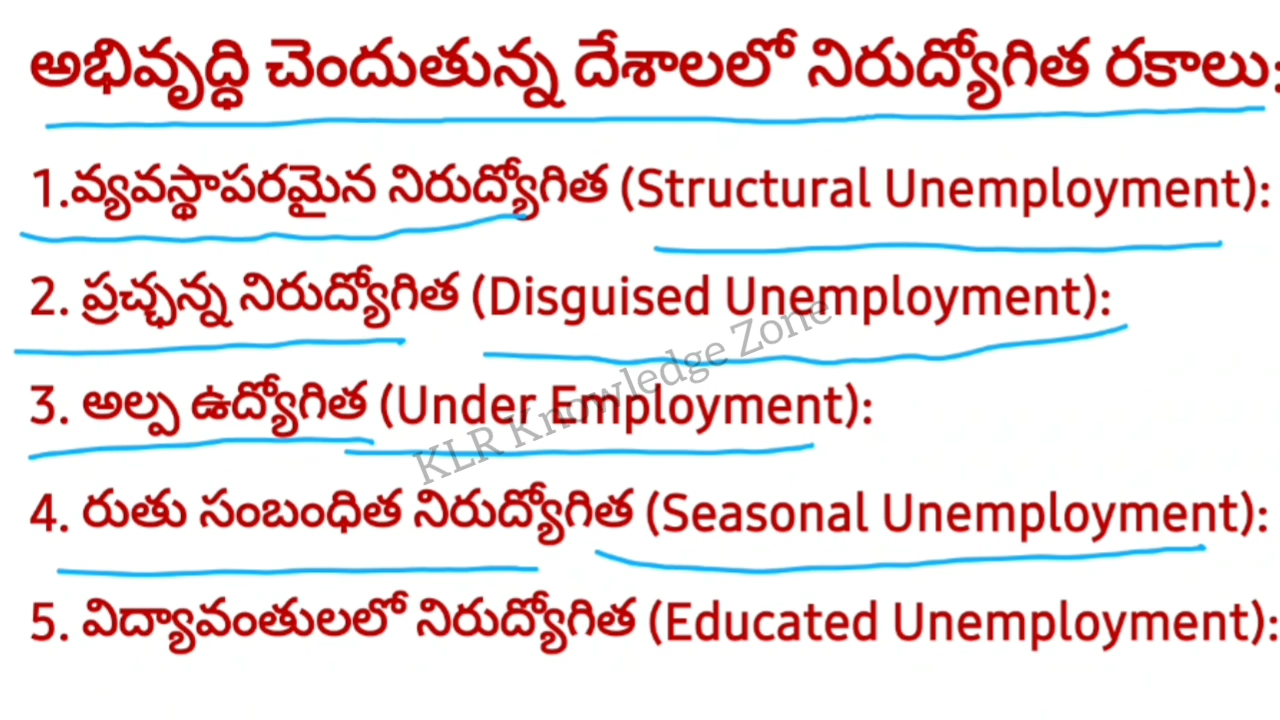 అభివృద్ధి చెందుతున్న దేశాలలో నిరుద్యోగిత రకాలు:
1.వ్యవస్థాపరమైన నిరుద్యోగిత (Structural Unemployment):
2. ప్రచ్ఛన్న నిరుద్యోగిత (Disguised Unemployment):
3. అల్ప ఉద్యోగిత (Under Employment):
KLR Knowledge Zone
4. రుతు సంబంధిత నిరుద్యోగిత (Seasonal Unemployment):
5. విద్యావంతులలో నిరుద్యోగిత (Educated Unemployment):